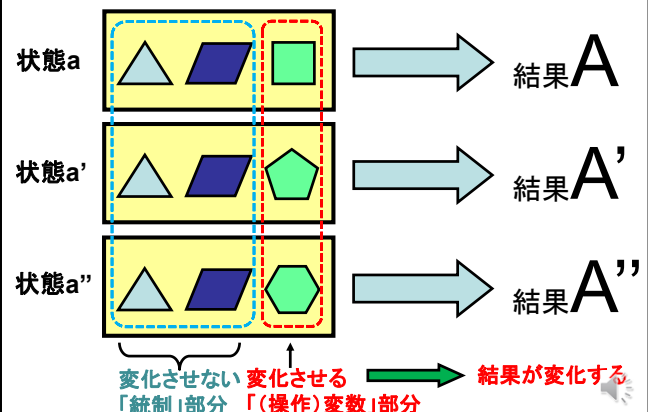 状態a
結果A
状態a’
結果A’
状態a’’
結果A’’
変化させない
「統制」部分
変化させる
「(操作)変数」部分
結果が変化する